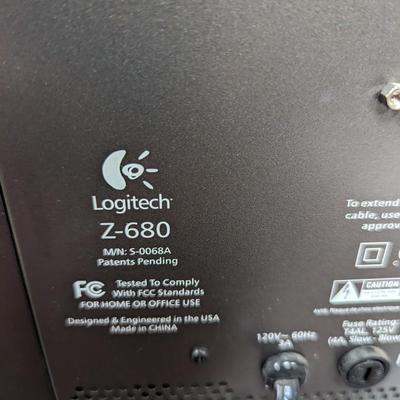 Logitech
Z-680
M/N: S-0068A
Patents Pending
FC Tested To Comply
With FCC Standards
FOR HOME OR OFFICE USE
Designed & Engineered in the USA
Made in CHINA
To extend
cable, use
approv
CAUTION
120V~ 60Hz
3A
Fuse Rating:
T4AL, 125V
(4A, Slow - Blow